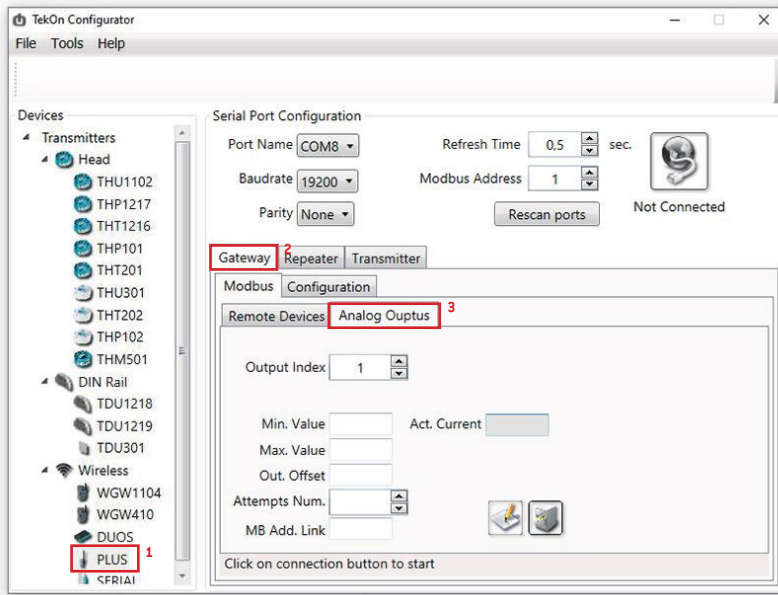 TekOn Configurator
File Tools Help
Devices
Transmitters
Head
THU1102
THP1217
THT1216
THP101
THT201
THU301
THT202
THP102
THM501
DIN Rail
TDU1218
TDU1219
TDU301
Wireless
WGW1104
WGW410
DUOS
PLUS 1
SERIAL
Serial Port Configuration
Port Name COM8 Refresh Time 0,5 sec.
Baudrate 19200 Modbus Address 1
Parity None Rescan ports Not Connected
Gateway 2 Repeater Transmitter
Modbus Configuration
Remote Devices Analog Ouptus 3
Output Index 1
Min. Value Act. Current
Max. Value
Out. Offset
Attempts Num.
MB Add. Link
Click on connection button to start